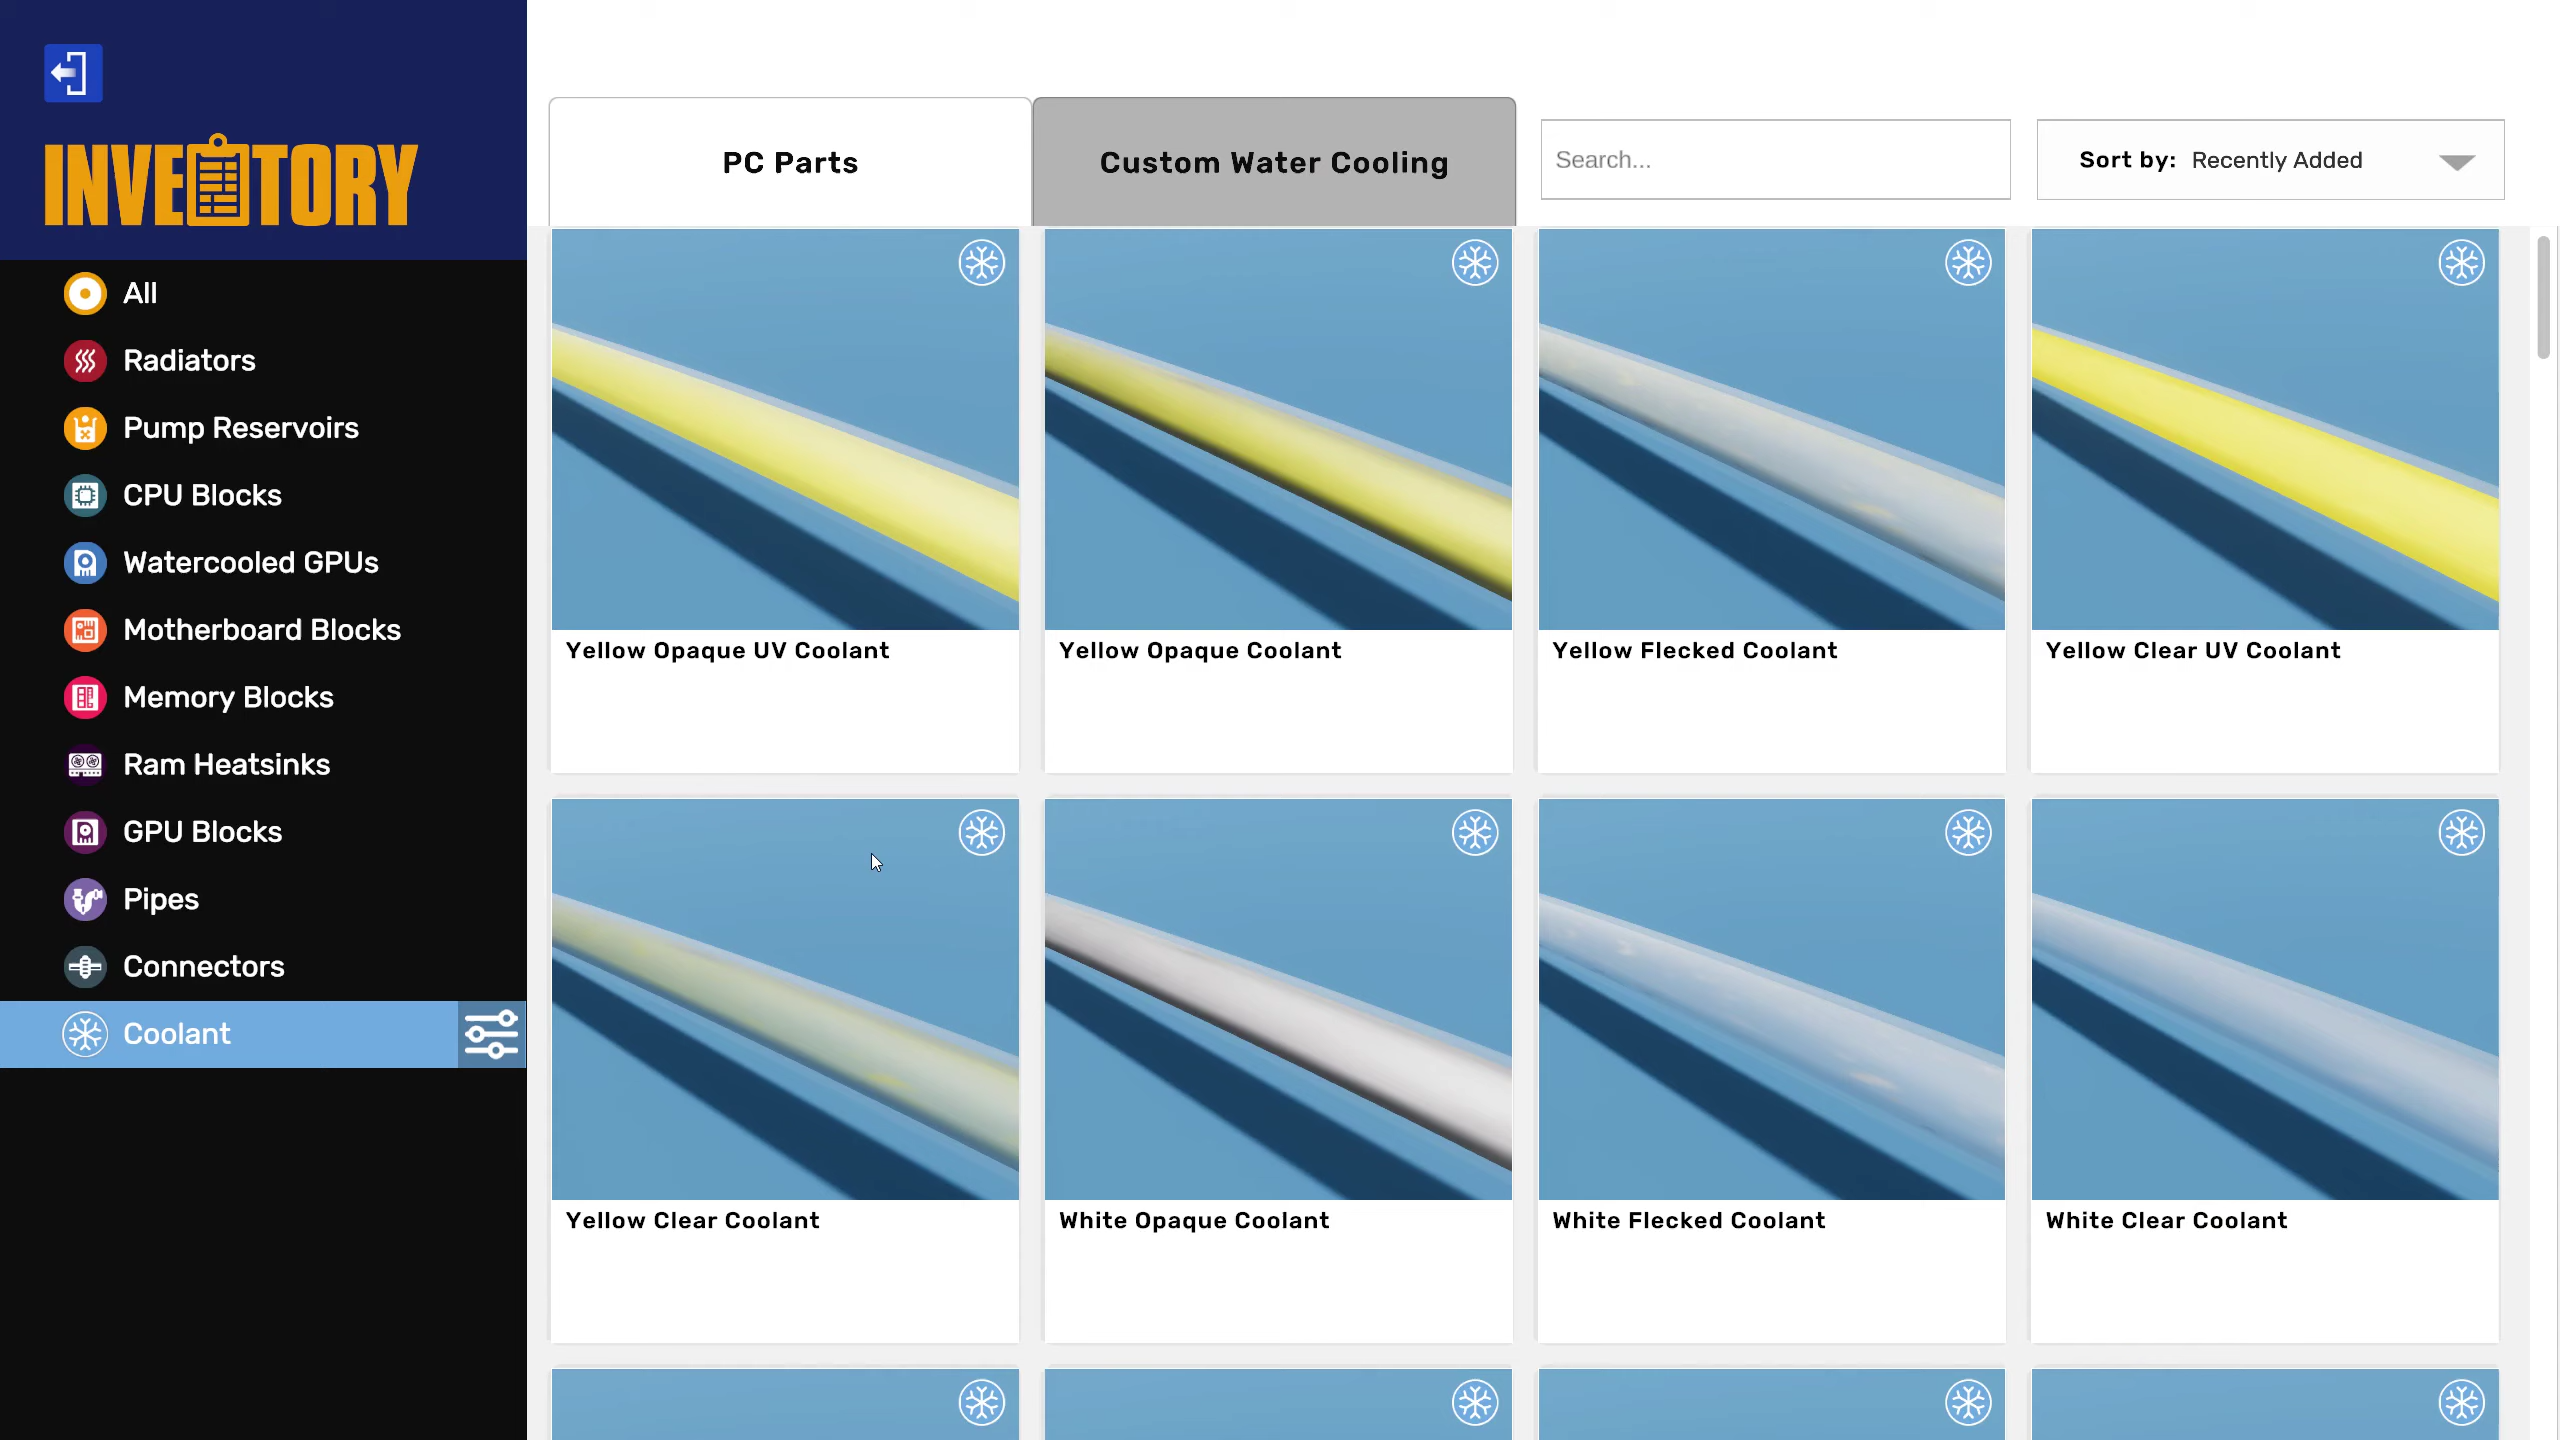 INVENTORY
All
Radiators
Pump Reservoirs
CPU Blocks
Watercooled GPUs
Motherboard Blocks
Memory Blocks
Ram Heatsinks
GPU Blocks
Pipes
Connectors
Coolant
PC Parts
Custom Water Cooling
Search...
Sort by: Recently Added
Yellow Opaque UV Coolant
Yellow Opaque Coolant
Yellow Flecked Coolant
Yellow Clear UV Coolant
Yellow Clear Coolant
White Opaque Coolant
White Flecked Coolant
White Clear Coolant